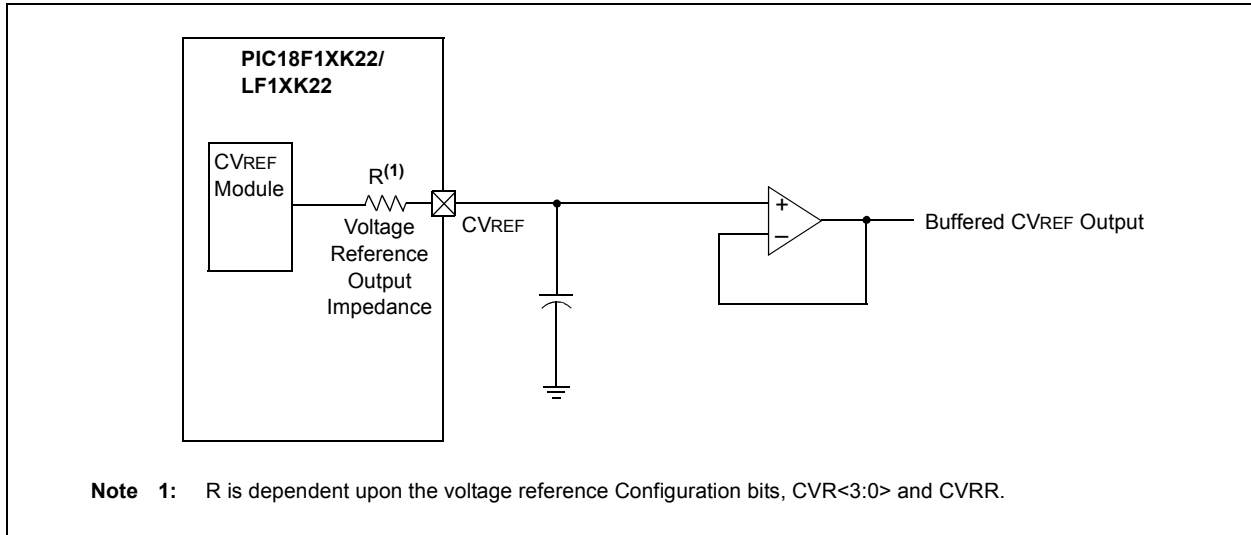 PIC18F1XK22/
LF1XK22
CVREF
Module
R(1)
Voltage
Reference
Output
Impedance
CVREF
+
–
Buffered CVREF Output
Note 1: R is dependent upon the voltage reference Configuration bits, CVR<3:0> and CVRR.